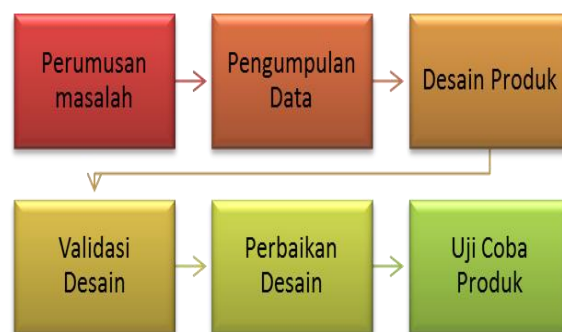 Perumusan
masalah
Pengumpulan
Data
Desain Produk
Validasi
Desain
Perbaikan
Desain
Uji Coba
Produk